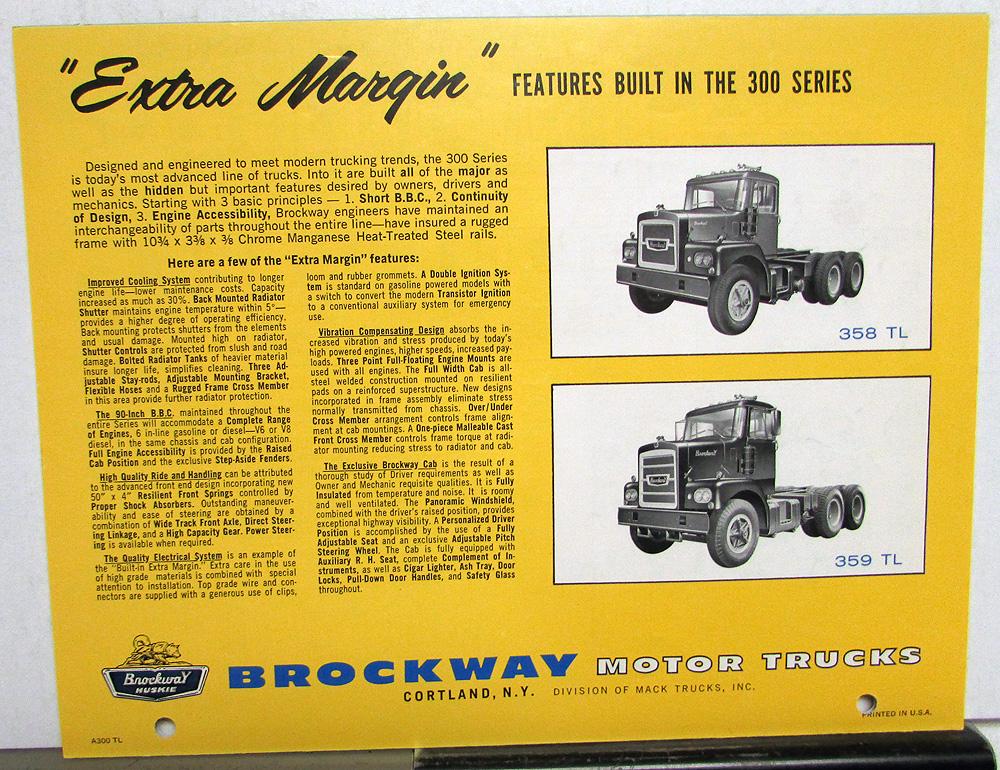 "Extra Margin" FEATURES BUILT IN THE 300 SERIES
Designed and engineered to meet modern trucking trends, the 300 Series
is today's most advanced line of trucks. Into it are built all of the major as
well as the hidden but important features desired by owners, drivers and
mechanics. Starting with 3 basic principles — 1. Short B.B.C., 2. Continuity
of Design, 3. Engine Accessibility, Brockway engineers have maintained an
interchangeability of parts throughout the entire line—have insured a rugged
frame with 10¾ x 3⅜ x ⅜ Chrome Manganese Heat-Treated Steel rails.
Here are a few of the "Extra Margin" features:
Improved Cooling System contributing to longer
engine life—lower maintenance costs. Capacity
increased as much as 30%. Back Mounted Radiator
Shutter maintains engine temperature within 5°—
provides a higher degree of operating efficiency.
Back mounting protects shutters from the elements
and usual damage. Mounted high on radiator,
Shutter Controls are protected from slush and road
damage. Bolted Radiator Tanks of heavier material
insure longer life, simplifies cleaning. Three Ad-
justable Stay-rods, Adjustable Mounting Bracket,
Flexible Hoses and a Rugged Frame Cross Member
in this area provide further radiator protection.
The 90-Inch B.B.C. maintained throughout the
entire Series will accommodate a Complete Range
of Engines, 6 in-line gasoline or diesel—V6 or V8
diesel, in the same chassis and cab configuration.
Full Engine Accessibility is provided by the Raised
Cab Position and the exclusive Step-Aside Fenders.
High Quality Ride and Handling can be attributed
to the advanced front end design incorporating new
50" x 4" Resilient Front Springs controlled by
Proper Shock Absorbers. Outstanding maneuver-
ability and ease of steering are obtained by a
combination of Wide Track Front Axle, Direct Steer-
ing Linkage, and a High Capacity Gear. Power Steer-
ing is available when required.
The Quality Electrical System is an example of
the "Built-in Extra Margin." Extra care in the use
of high grade materials is combined with special
attention to installation. Top grade wire and con-
nectors are supplied with a generous use of clips,
loom and rubber grommets. A Double Ignition Sys-
tem is standard on gasoline powered models with
a switch to convert the modern Transistor Ignition
to a conventional auxiliary system for emergency
use.
Vibration Compensating Design absorbs the in-
creased vibration and stress produced by today's
high powered engines, higher speeds, increased pay-
loads. Three Point Full-Floating Engine Mounts are
used with all engines. The Full Width Cab is all-
steel welded construction mounted on resilient
pads on a reinforced superstructure. New designs
incorporated in frame assembly eliminate stress
normally transmitted from chassis. Over/Under
Cross Member arrangement controls frame align-
ment at cab mountings. A One-piece Malleable Cast
Front Cross Member controls frame torque at radi-
ator mounting reducing stress to radiator and cab.
The Exclusive Brockway Cab is the result of a
thorough study of Driver requirements as well as
Owner and Mechanic requisite qualities. It is Fully
Insulated from temperature and noise. It is roomy
and well ventilated. The Panoramic Windshield,
combined with the driver's raised position, provides
exceptional highway visibility. A Personalized Driver
Position is accomplished by the use of a Fully
Adjustable Seat and an exclusive Adjustable Pitch
Steering Wheel. The Cab is fully equipped with
Auxiliary R. H. Seat, complete Complement of In-
struments, as well as Cigar Lighter, Ash Tray, Door
Locks, Pull-Down Door Handles, and Safety Glass
throughout.
358 TL
359 TL
Brockway
HUSKIE
BROCKWAY MOTOR TRUCKS
CORTLAND, N.Y. DIVISION OF MACK TRUCKS, INC.
A300 TL
PRINTED IN U.S.A.